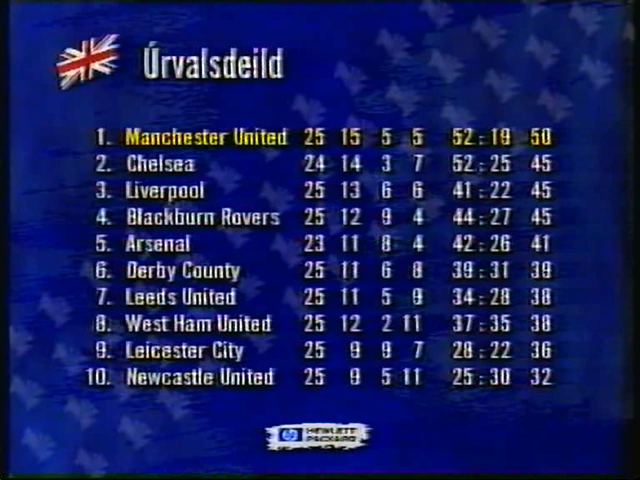 Úrvalsdeild
1. Manchester United 25 15 5 5 52:19 50
2. Chelsea 24 14 3 7 52:25 45
3. Liverpool 25 13 6 6 41:22 45
4. Blackburn Rovers 25 12 9 4 44:27 45
5. Arsenal 23 11 8 4 42:26 41
6. Derby County 25 11 6 8 39:31 39
7. Leeds United 25 11 5 9 34:28 38
8. West Ham United 25 12 2 11 37:35 38
9. Leicester City 25 9 9 7 28:22 36
10. Newcastle United 25 9 5 11 25:30 32
hp HEWLETT
PACKARD